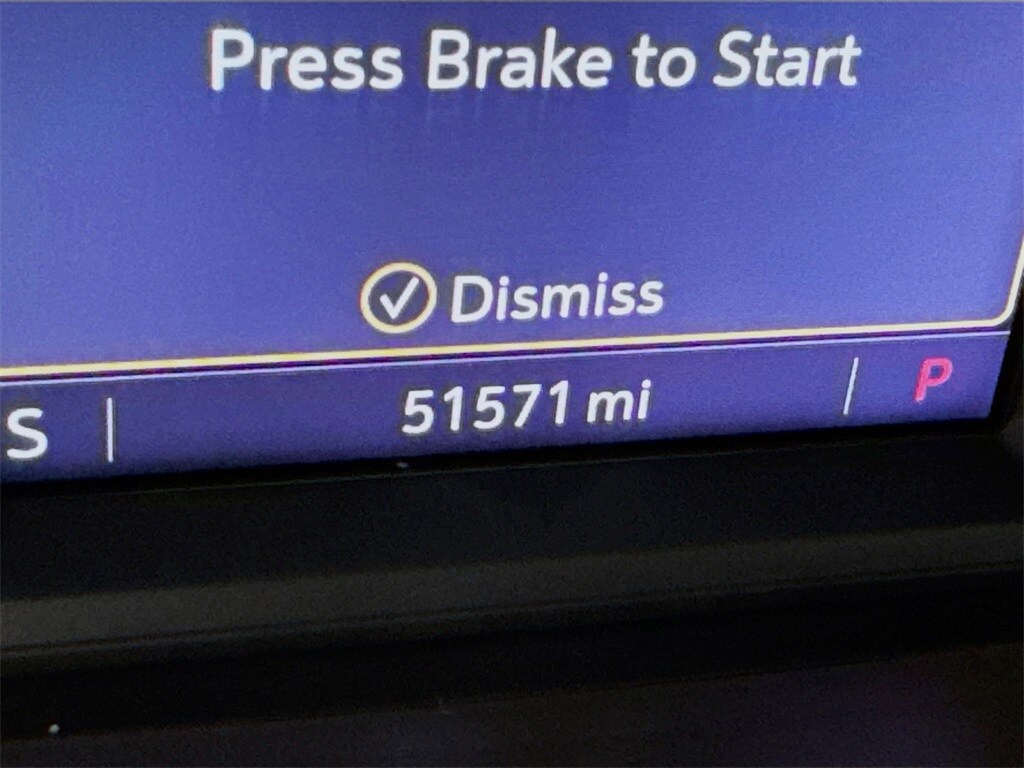 Press Brake to Start
Dismiss
S 51571 mi P